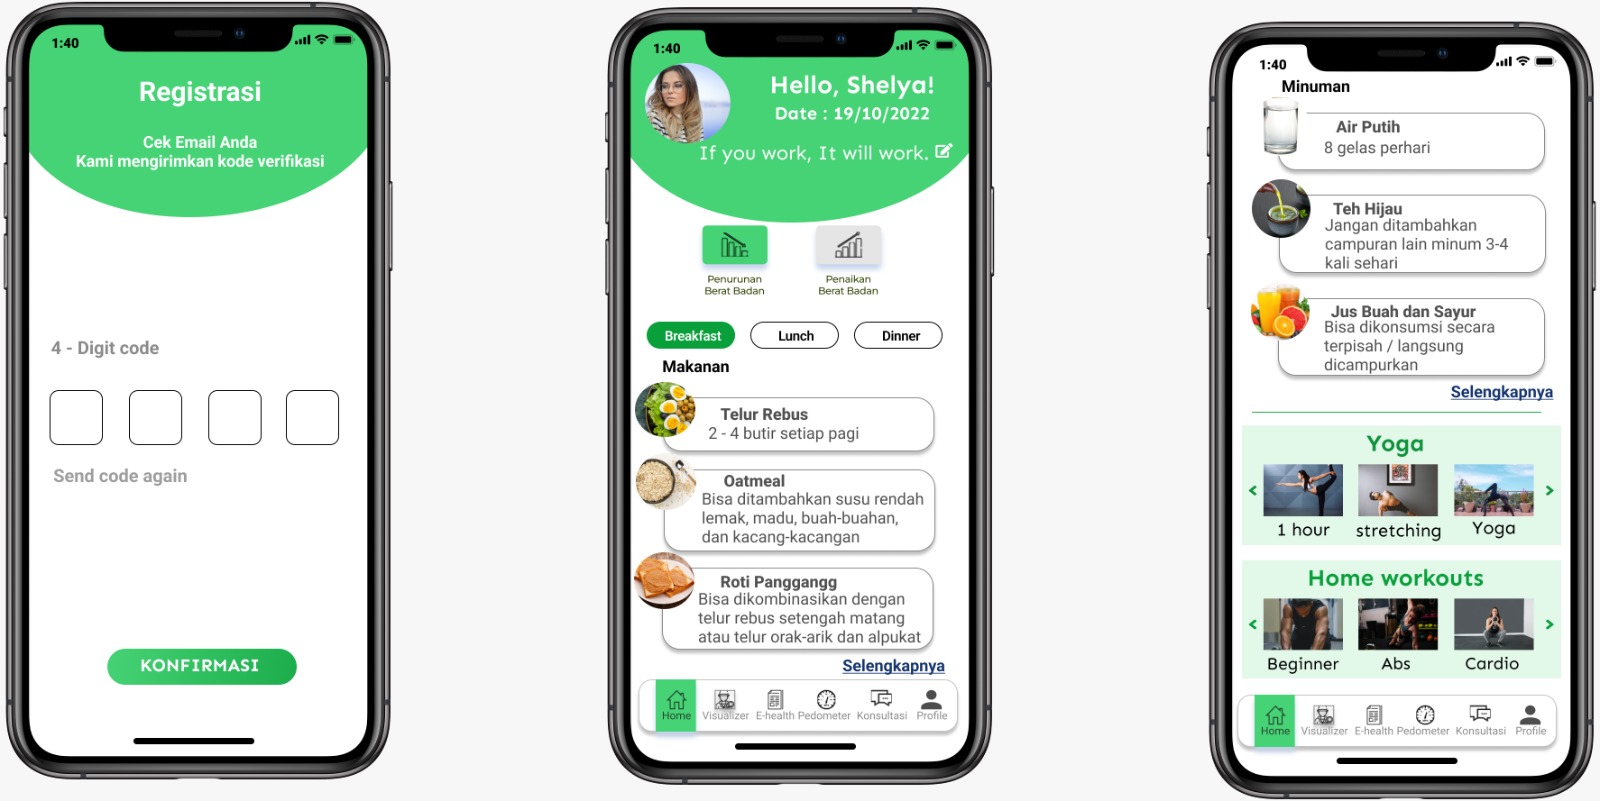 1:40
Registrasi
Cek Email Anda
Kami mengirimkan kode verifikasi
4 - Digit code
Send code again
KONFIRMASI
1:40
Hello, Shelya!
Date : 19/10/2022
If you work, It will work.
Penurunan
Berat Badan
Penaikan
Berat Badan
Breakfast
Lunch
Dinner
Makanan
Telur Rebus
2 - 4 butir setiap pagi
Oatmeal
Bisa ditambahkan susu rendah
lemak, madu, buah-buahan,
dan kacang-kacangan
Roti Panggangg
Bisa dikombinasikan dengan
telur rebus setengah matang
atau telur orak-arik dan alpukat
Selengkapnya
Home Visualizer E-health Pedometer Konsultasi Profile
1:40
Minuman
Air Putih
8 gelas perhari
Teh Hijau
Jangan ditambahkan
campuran lain minum 3-4
kali sehari
Jus Buah dan Sayur
Bisa dikonsumsi secara
terpisah / langsung
dicampurkan
Selengkapnya
Yoga
< >
1 hour stretching Yoga
Home workouts
< >
Beginner Abs Cardio
Home Visualizer E-health Pedometer Konsultasi Profile